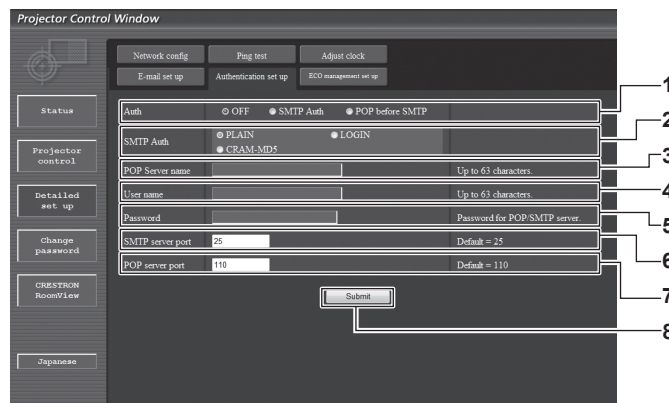 Projector Control Window
Network config Ping test Adjust clock
E-mail set up Authentication set up ECO management set up
Status
Projector control
Detailed set up
Change password
CRESTRON RoomView
Japanese
Auth OFF SMTP Auth POP before SMTP
SMTP Auth PLAIN LOGIN
CRAM-MD5
POP Server name Up to 63 characters.
User name Up to 63 characters.
Password Password for POP/SMTP server.
SMTP server port 25 Default = 25
POP server port 110 Default = 110
Submit
1
2
3
4
5
6
7
8